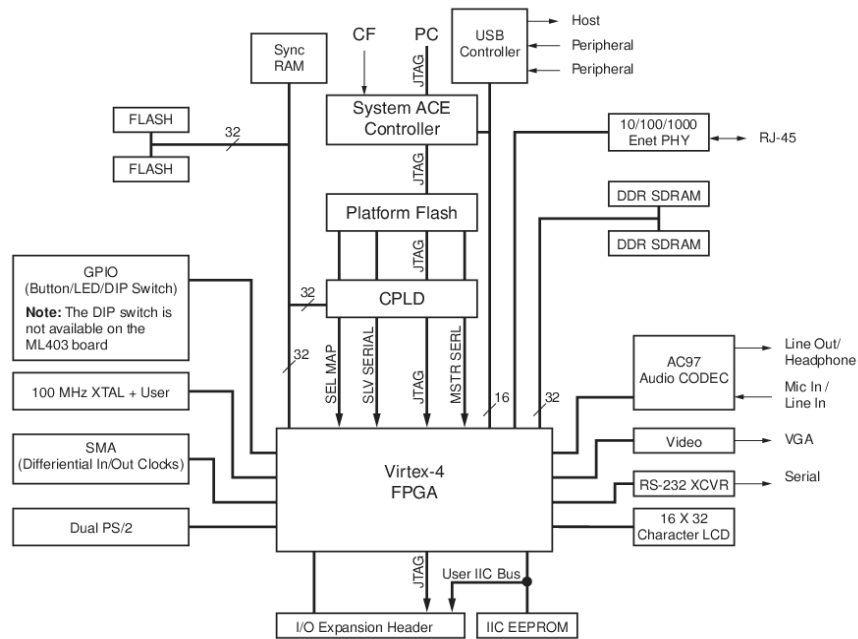 CF
PC
Sync
RAM
USB
Controller
Host
Peripheral
Peripheral
JTAG
System ACE
Controller
FLASH
FLASH
32
10/100/1000
Enet PHY
RJ-45
JTAG
Platform Flash
DDR SDRAM
DDR SDRAM
JTAG
GPIO
(Button/LED/DIP Switch)
Note: The DIP switch is
not available on the
ML403 board
32
CPLD
32
SEL MAP
SLV SERIAL
JTAG
MSTR SERL
16
32
AC97
Audio CODEC
Line Out/
Headphone
Mic In /
Line In
100 MHz XTAL + User
SMA
(Differential In/Out Clocks)
Dual PS/2
Virtex-4
FPGA
Video
VGA
RS-232 XCVR
Serial
16 X 32
Character LCD
JTAG
User IIC Bus
I/O Expansion Header
IIC EEPROM